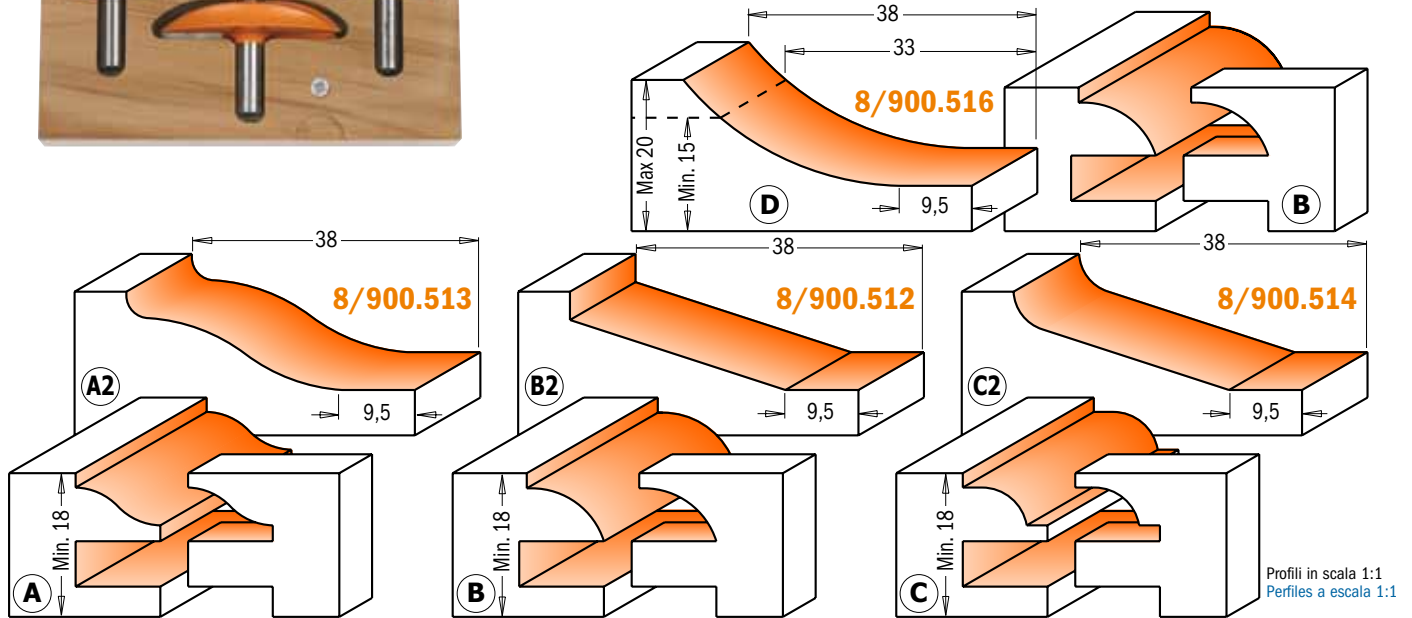 38
33
8/900.516
Max 20
Min. 15
9,5
D
B
38
8/900.513
A2
9,5
38
8/900.512
B2
9,5
38
8/900.514
C2
9,5
Min. 18
A
Min. 18
B
Min. 18
C
Profili in scala 1:1
Perfiles a escala 1:1